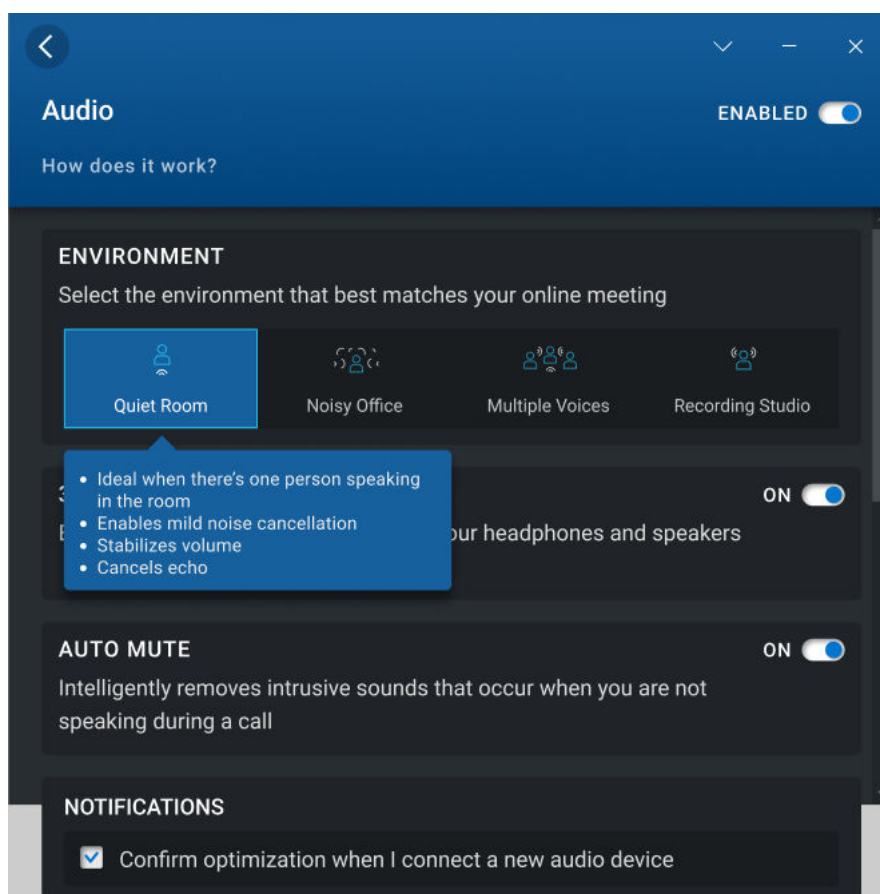 Audio
ENABLED
How does it work?
ENVIRONMENT
Select the environment that best matches your online meeting
Quiet Room
Noisy Office
Multiple Voices
Recording Studio
• Ideal when there's one person speaking
in the room
• Enables mild noise cancellation
• Stabilizes volume
• Cancels echo
3
ON
our headphones and speakers
AUTO MUTE
ON
Intelligently removes intrusive sounds that occur when you are not
speaking during a call
NOTIFICATIONS
Confirm optimization when I connect a new audio device